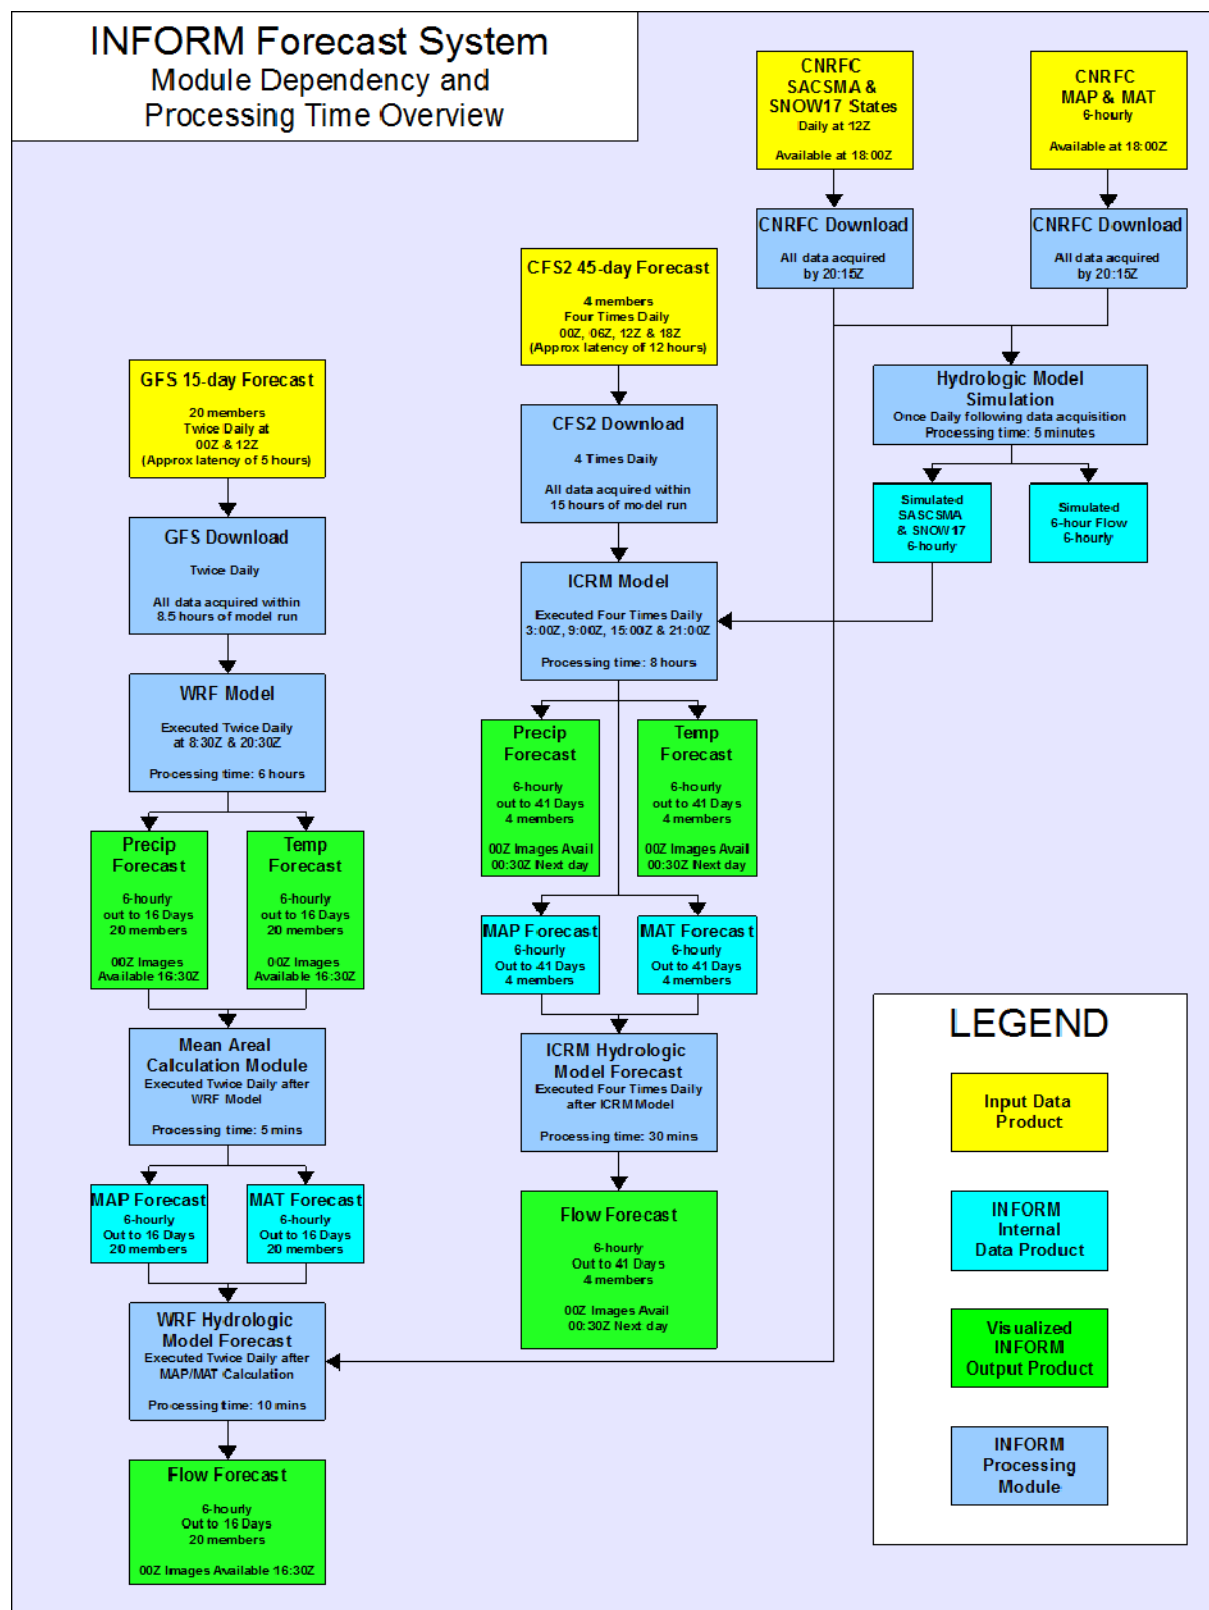 INFORM Forecast System
Module Dependency and
Processing Time Overview
CNRFC
SACSMA &
SNOW17 States
Daily at 12Z
Available at 18:00Z
CNRFC
MAP & MAT
6-hourly
Available at 18:00Z
CNRFC Download
All data acquired
by 20:15Z
CNRFC Download
All data acquired
by 20:15Z
CFS2 45-day Forecast
4 members
Four Times Daily
00Z, 06Z, 12Z & 18Z
(Approx latency of 12 hours)
GFS 15-day Forecast
20 members
Twice Daily at
00Z & 12Z
(Approx latency of 5 hours)
Hydrologic Model
Simulation
Once Daily following data acquisition
Processing time: 5 minutes
CFS2 Download
4 Times Daily
All data acquired within
15 hours of model run
Simulated
SASCSMA
& SNOW17
6-hourly
Simulated
6-hour Flow
6-hourly
GFS Download
Twice Daily
All data acquired within
8.5 hours of model run
ICRM Model
Executed Four Times Daily
3:00Z, 9:00Z, 15:00Z & 21:00Z
Processing time: 8 hours
WRF Model
Executed Twice Daily
at 8:30Z & 20:30Z
Processing time: 6 hours
Precip
Forecast
6-hourly
out to 41 Days
4 members
00Z Images Avail
00:30Z Next day
Temp
Forecast
6-hourly
out to 41 Days
4 members
00Z Images Avail
00:30Z Next day
Precip
Forecast
6-hourly
out to 16 Days
20 members
00Z Images
Available 16:30Z
Temp
Forecast
6-hourly
out to 16 Days
20 members
00Z Images
Available 16:30Z
MAP Forecast
6-hourly
Out to 41 Days
4 members
MAT Forecast
6-hourly
Out to 41 Days
4 members
Mean Areal
Calculation Module
Executed Twice Daily after
WRF Model
Processing time: 5 mins
ICRM Hydrologic
Model Forecast
Executed Four Times Daily
after ICRM Model
Processing time: 30 mins
MAP Forecast
6-hourly
Out to 16 Days
20 members
MAT Forecast
6-hourly
Out to 16 Days
20 members
Flow Forecast
6-hourly
Out to 41 Days
4 members
00Z Images Avail
00:30Z Next day
WRF Hydrologic
Model Forecast
Executed Twice Daily after
MAP/MAT Calculation
Processing time: 10 mins
Flow Forecast
6-hourly
Out to 16 Days
20 members
00Z Images Available 16:30Z
LEGEND
Input Data
Product
INFORM
Internal
Data Product
Visualized
INFORM
Output Product
INFORM
Processing
Module